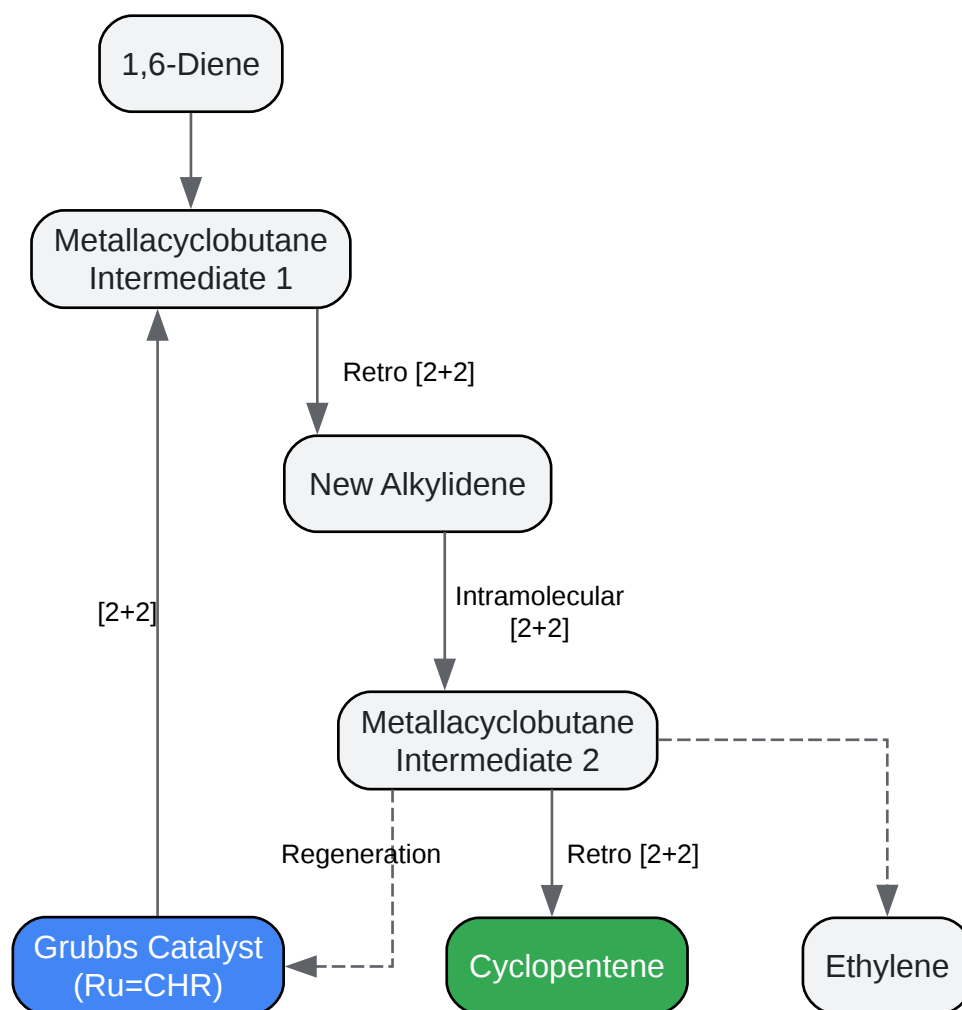 1,6-Diene
Metallacyclobutane
Intermediate 1
Retro [2+2]
New Alkylidene
[2+2]
Intramolecular
[2+2]
Metallacyclobutane
Intermediate 2
Regeneration
Retro [2+2]
Grubbs Catalyst
(Ru=CHR)
Cyclopentene
Ethylene